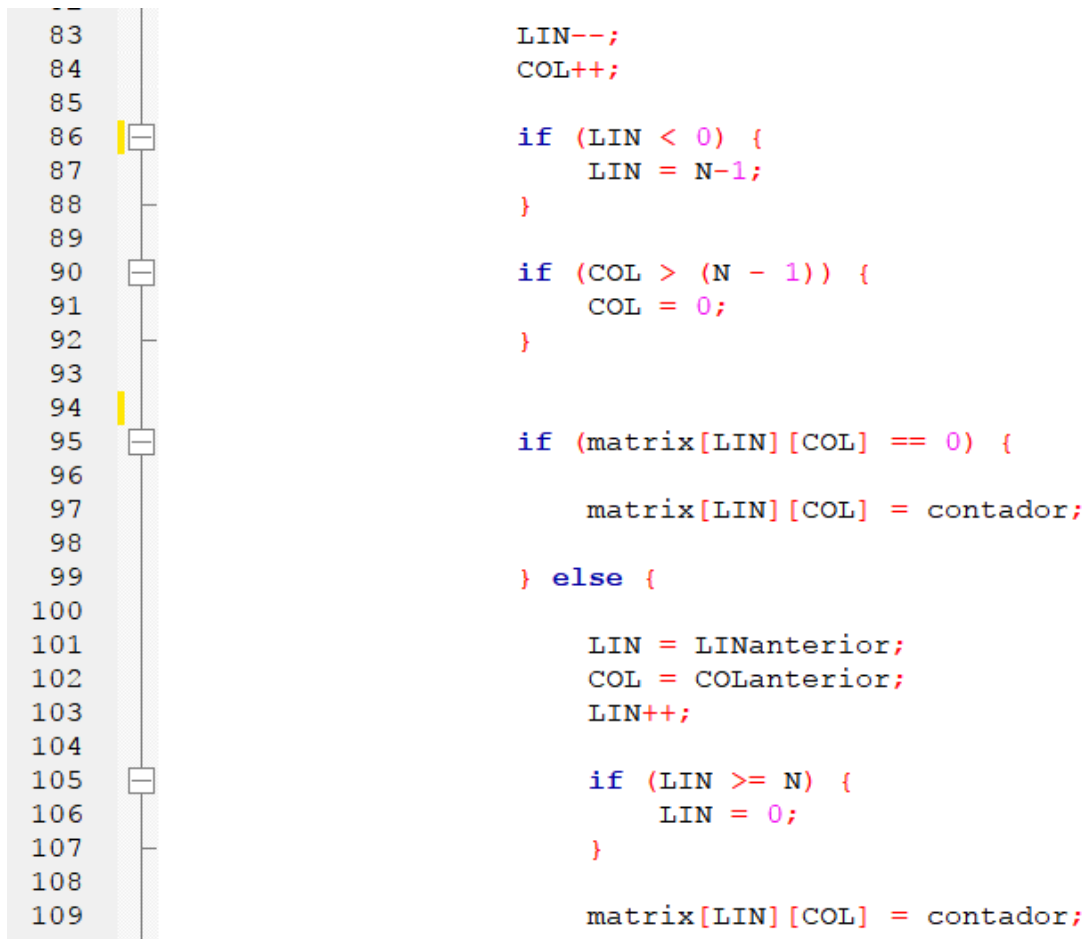 83 LIN--;
84 COL++;
85
86 if (LIN < 0) {
87 LIN = N-1;
88 }
89
90 if (COL > (N - 1)) {
91 COL = 0;
92 }
93
94
95 if (matrix[LIN][COL] == 0) {
96
97 matrix[LIN][COL] = contador;
98
99 } else {
100
101 LIN = LINanterior;
102 COL = COLanterior;
103 LIN++;
104
105 if (LIN >= N) {
106 LIN = 0;
107 }
108
109 matrix[LIN][COL] = contador;